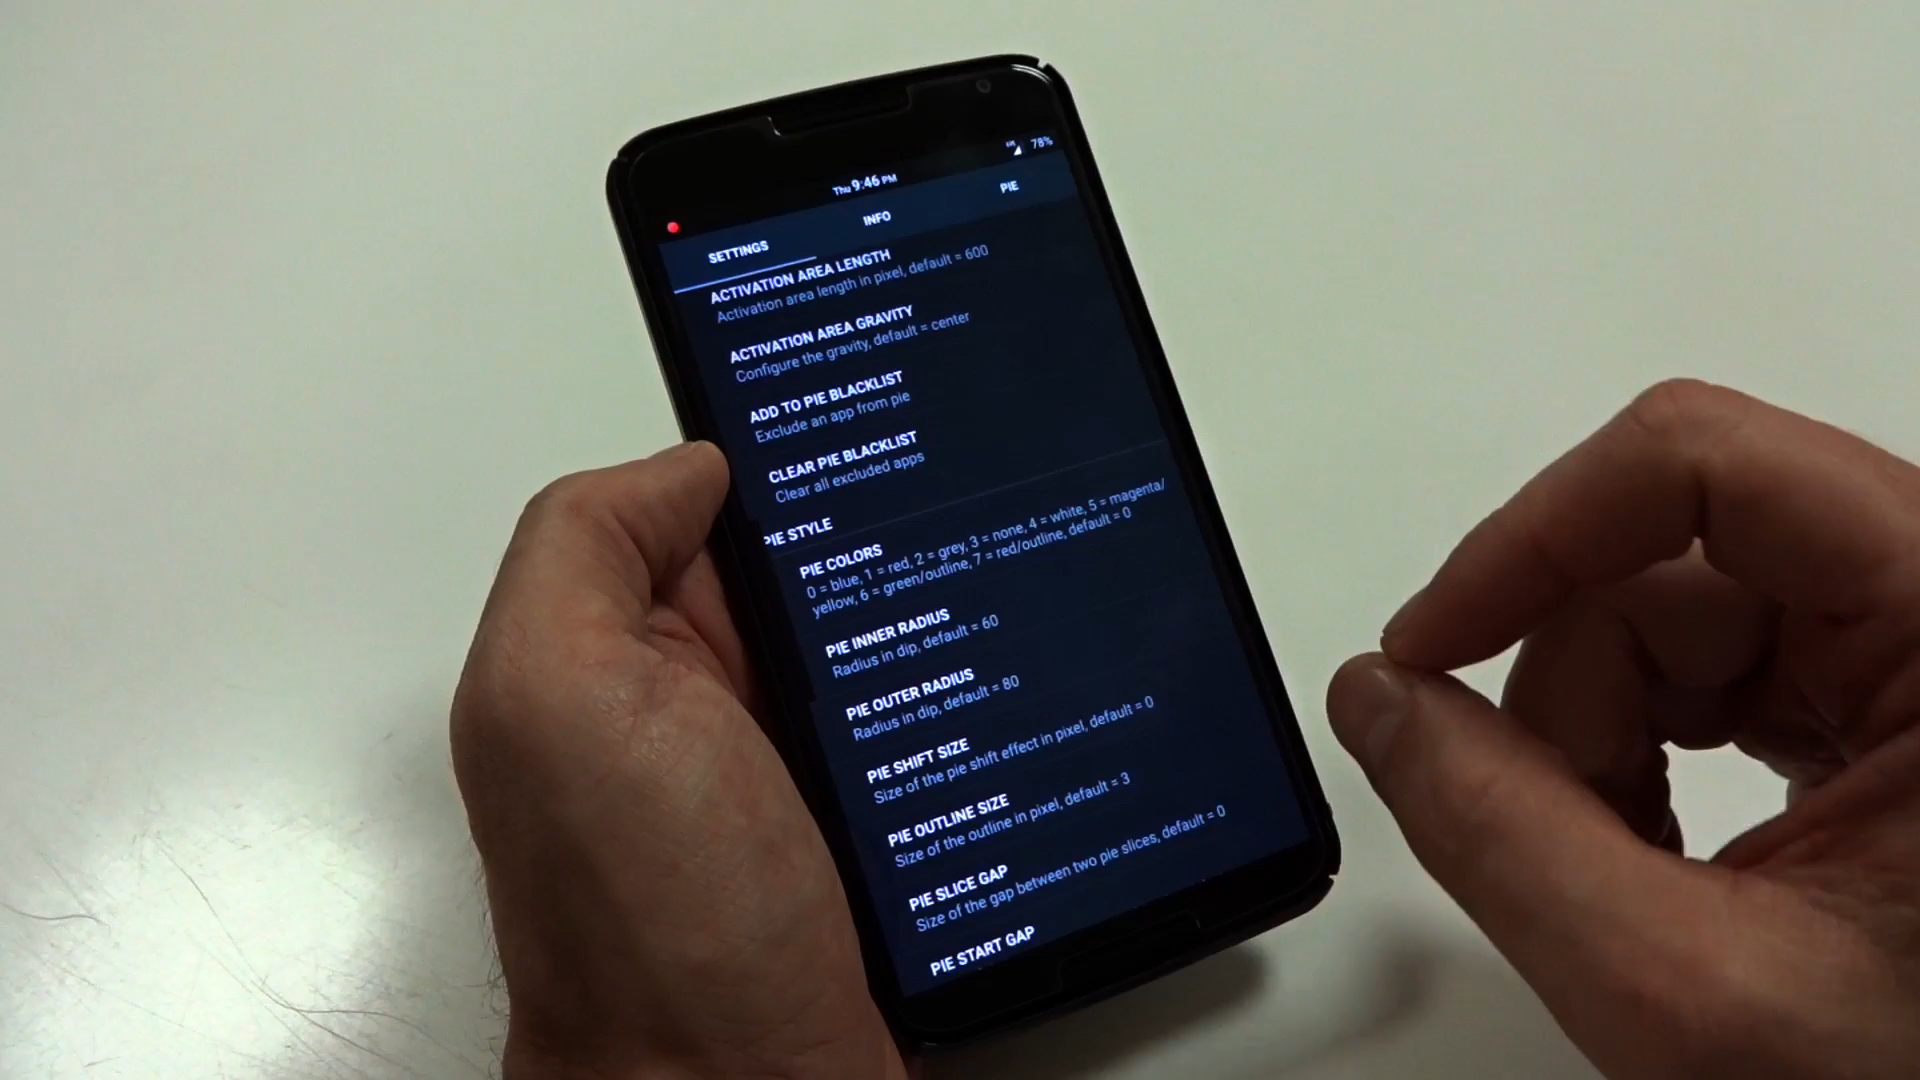 78%
Thu 9:46 PM
SETTINGS
INFO
PIE
ACTIVATION AREA LENGTH
Activation area length in pixel, default = 600
ACTIVATION AREA GRAVITY
Configure the gravity, default = center
ADD TO PIE BLACKLIST
Exclude an app from pie
CLEAR PIE BLACKLIST
Clear all excluded apps
PIE STYLE
PIE COLORS
0 = blue, 1 = red, 2 = grey, 3 = none, 4 = white, 5 = magenta/
yellow, 6 = green/outline, 7 = red/outline, default = 0
PIE INNER RADIUS
Radius in dip, default = 60
PIE OUTER RADIUS
Radius in dip, default = 80
PIE SHIFT SIZE
Size of the pie shift effect in pixel, default = 0
PIE OUTLINE SIZE
Size of the outline in pixel, default = 3
PIE SLICE GAP
Size of the gap between two pie slices, default = 0
PIE START GAP